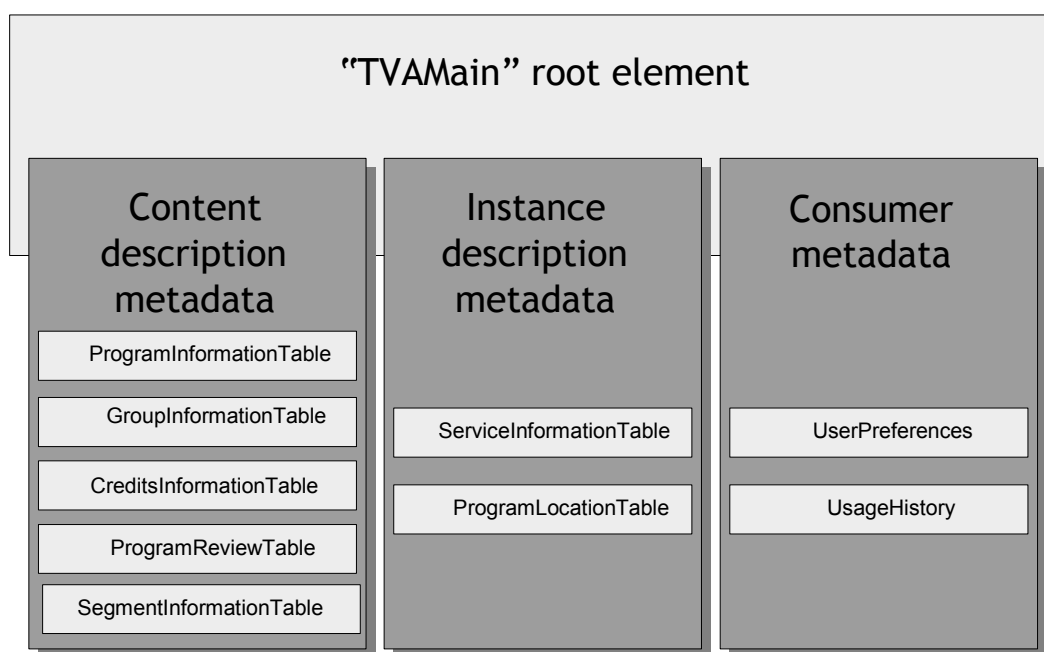 “TVAMain” root element
Content
description
metadata
ProgramInformationTable
GroupInformationTable
CreditsInformationTable
ProgramReviewTable
SegmentInformationTable
Instance
description
metadata
ServiceInformationTable
ProgramLocationTable
Consumer
metadata
UserPreferences
UsageHistory